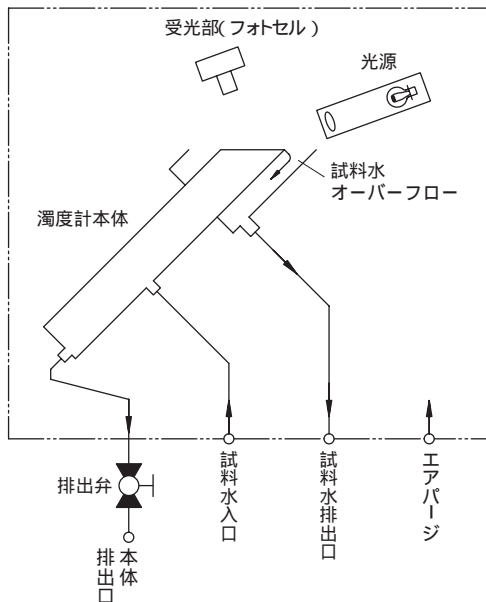 受光部(フォトセル)
光源
試料水
オーバーフロー
濁度計本体
排出弁
試料水入口
試料水排出口
エアパージ
本体
排出口